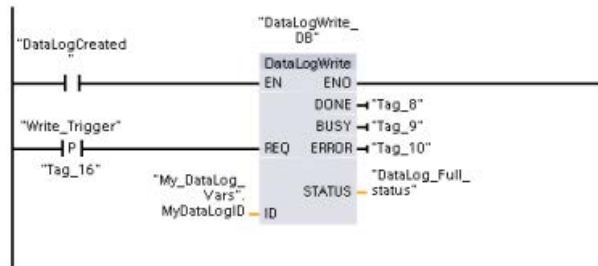 "DataLogWrite_
DB"
"DataLogCreated
"
DataLogWrite
EN ENO
DONE "Tag_8"
BUSY "Tag_9"
"Write_Trigger"
P
REQ ERROR "Tag_10"
"Tag_16"
"My_DataLog_
Vars".
MyDataLogID
ID
STATUS
"DataLog_Full_
status"